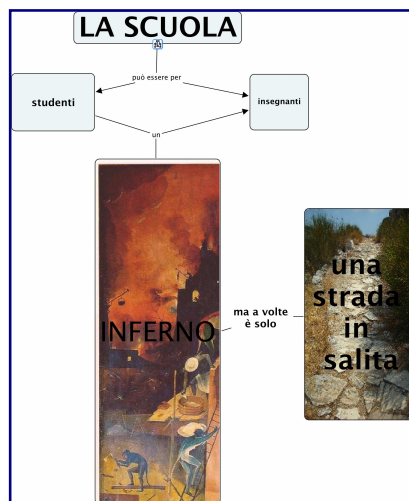 LA SCUOLA
può essere per
studenti
insegnanti
un
INFERNO
ma a volte
è solo
una
strada
in
salita